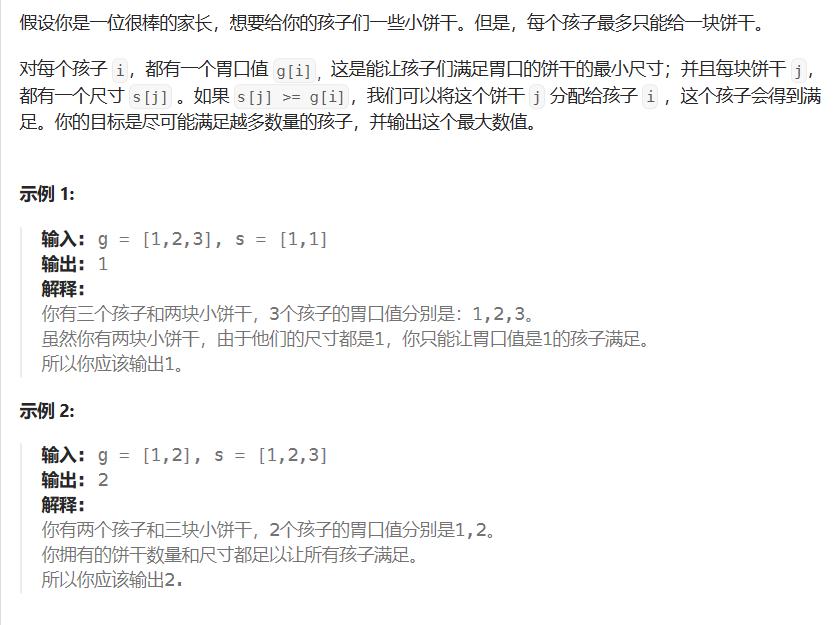 假设你是一位很棒的家长，想要给你的孩子们一些小饼干。但是，每个孩子最多只能给一块饼干。
对每个孩子 i，都有一个胃口值 g[i]，这是能让孩子们满足胃口的饼干的最小尺寸；并且每块饼干 j，
都有一个尺寸 s[j] 。如果 s[j] >= g[i]，我们可以将这个饼干 j 分配给孩子 i ，这个孩子会得到满
足。你的目标是尽可能满足越多数量的孩子，并输出这个最大数值。
示例 1:
输入: g = [1,2,3], s = [1,1]
输出: 1
解释:
你有三个孩子和两块小饼干，3个孩子的胃口值分别是：1,2,3。
虽然你有两块小饼干，由于他们的尺寸都是1，你只能让胃口值是1的孩子满足。
所以你应该输出1。
示例 2:
输入: g = [1,2], s = [1,2,3]
输出: 2
解释:
你有两个孩子和三块小饼干，2个孩子的胃口值分别是1,2。
你拥有的饼干数量和尺寸都足以让所有孩子满足。
所以你应该输出2.